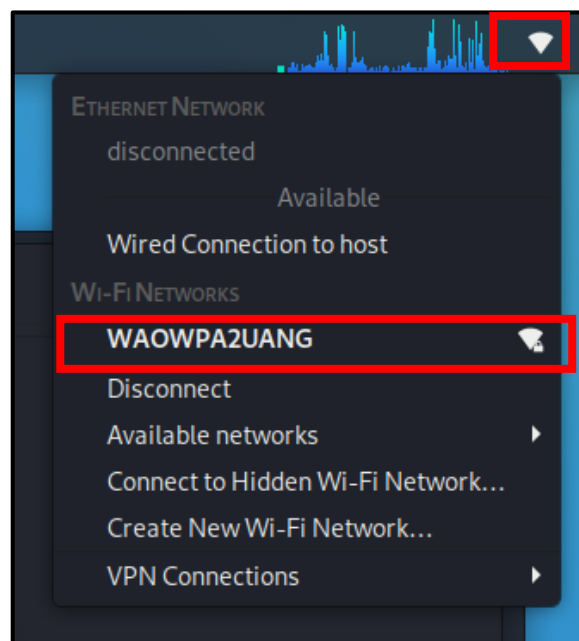 Ethernet Network
disconnected
Available
Wired Connection to host
Wi-Fi Networks
WAOWPA2UANG
Disconnect
Available networks
Connect to Hidden Wi-Fi Network...
Create New Wi-Fi Network...
VPN Connections